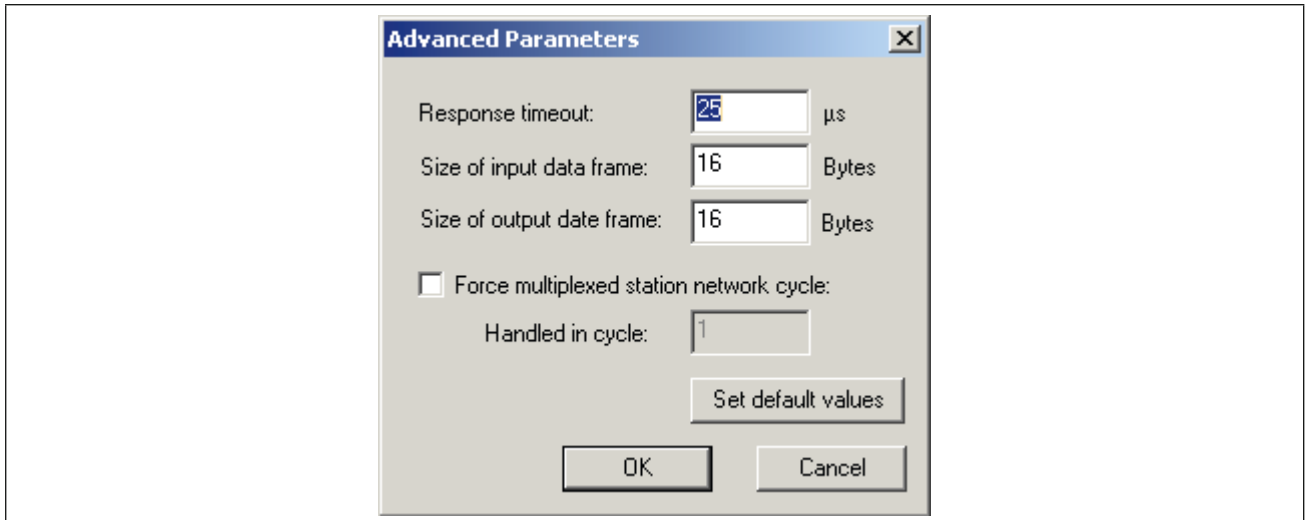 Advanced Parameters
Response timeout: 25 µs
Size of input data frame: 16 Bytes
Size of output date frame: 16 Bytes
Force multiplexed station network cycle:
Handled in cycle: 1
Set default values
OK Cancel